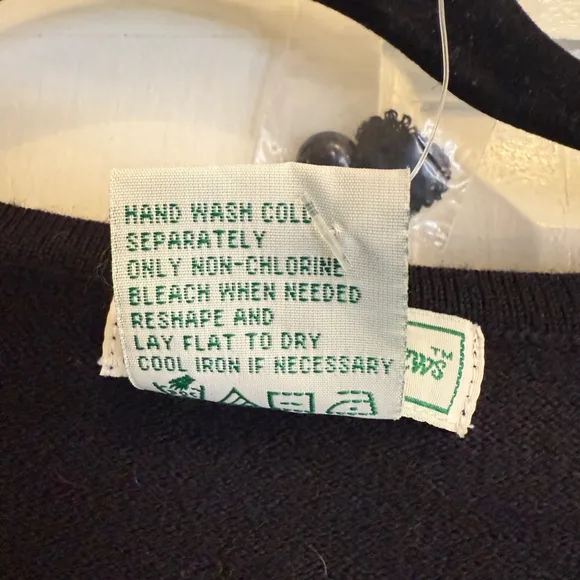 HAND WASH COLD
SEPARATELY
ONLY NON-CHLORINE
BLEACH WHEN NEEDED
RESHAPE AND
LAY FLAT TO DRY
COOL IRON IF NECESSARY
TM